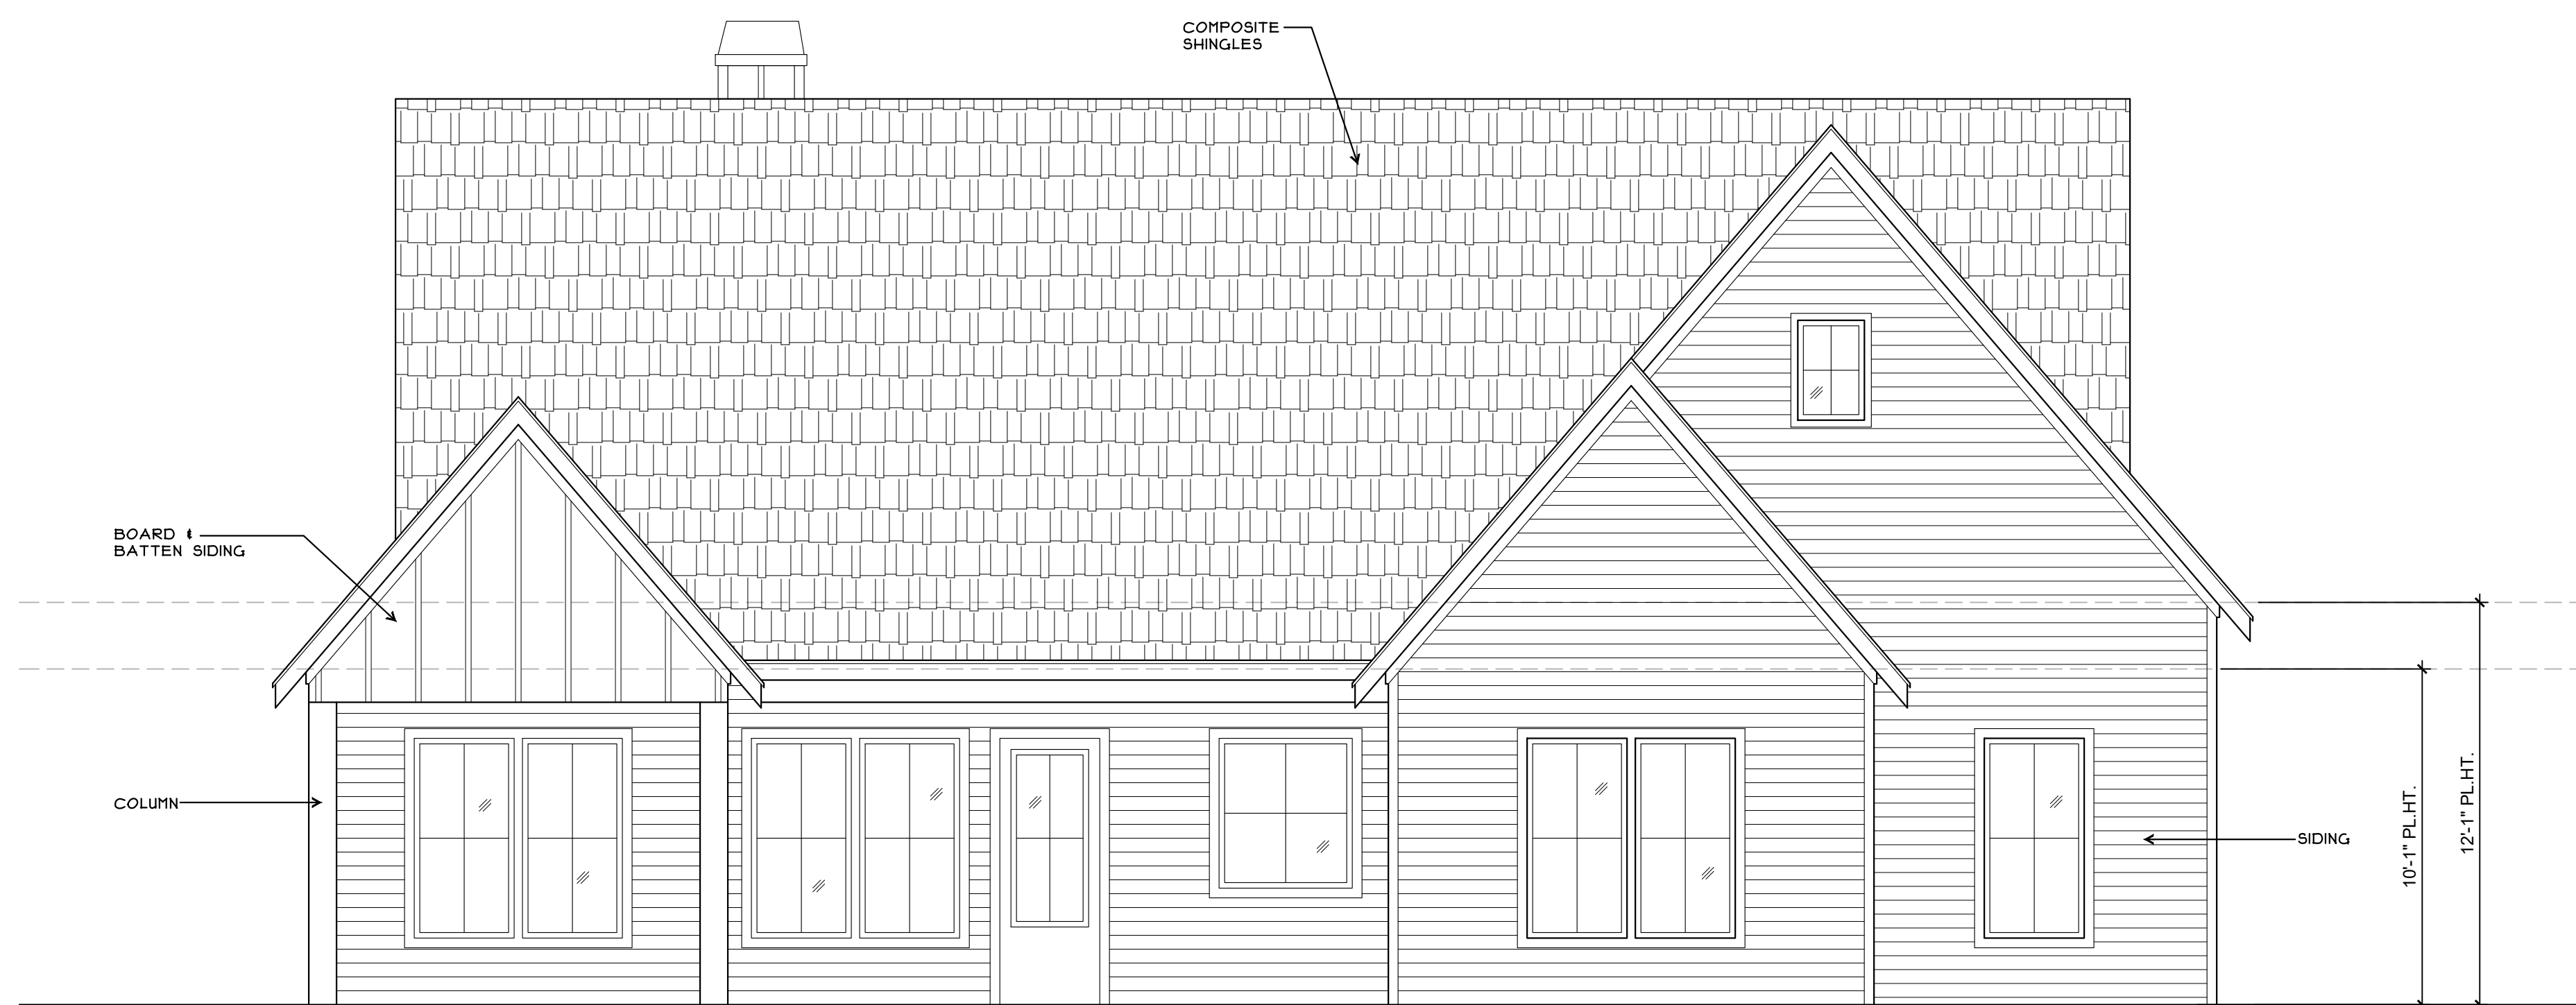 COMPOSITE
SHINGLES
BOARD &
BATTEN SIDING
COLUMN
SIDING
10'-1" PL.HT.
12'-1" PL.HT.